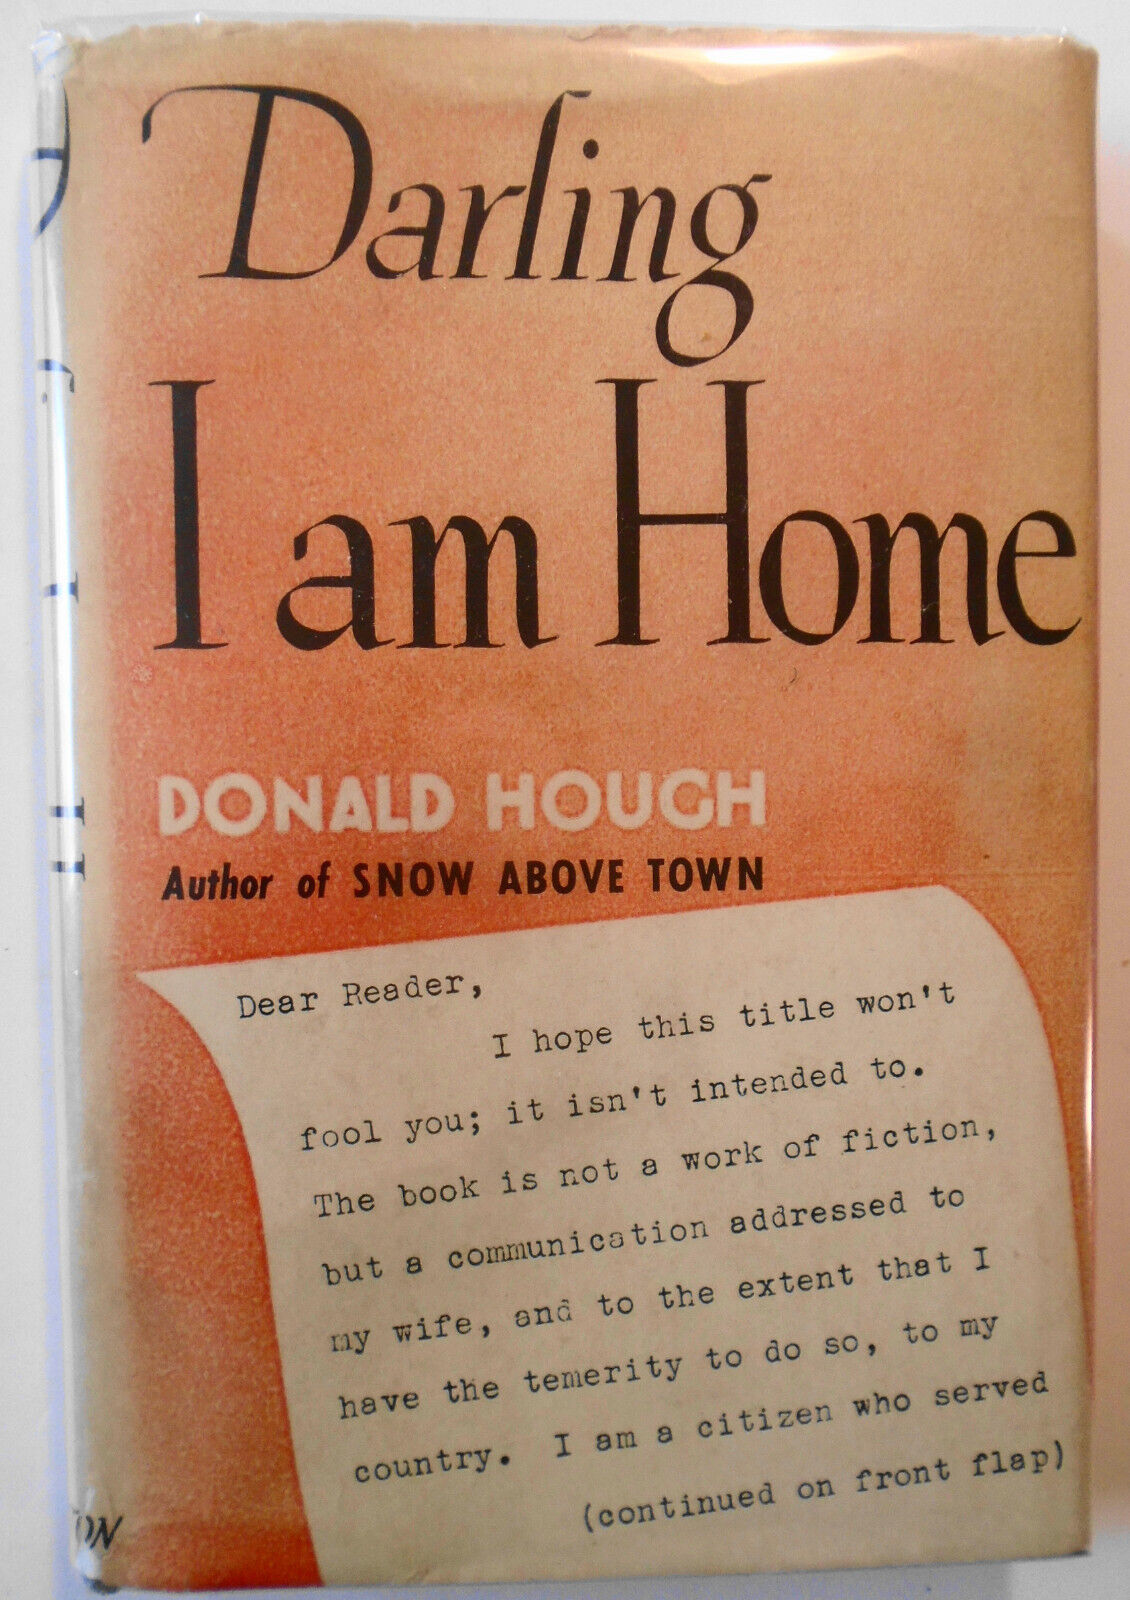 Darling
I am Home
DONALD HOUGH
Author of SNOW ABOVE TOWN
Dear Reader,
I hope this title won't
fool you; it isn't intended to.
The book is not a work of fiction,
but a communication addressed to
my wife, and to the extent that I
have the temerity to do so, to my
country. I am a citizen who served
(continued on front flap)